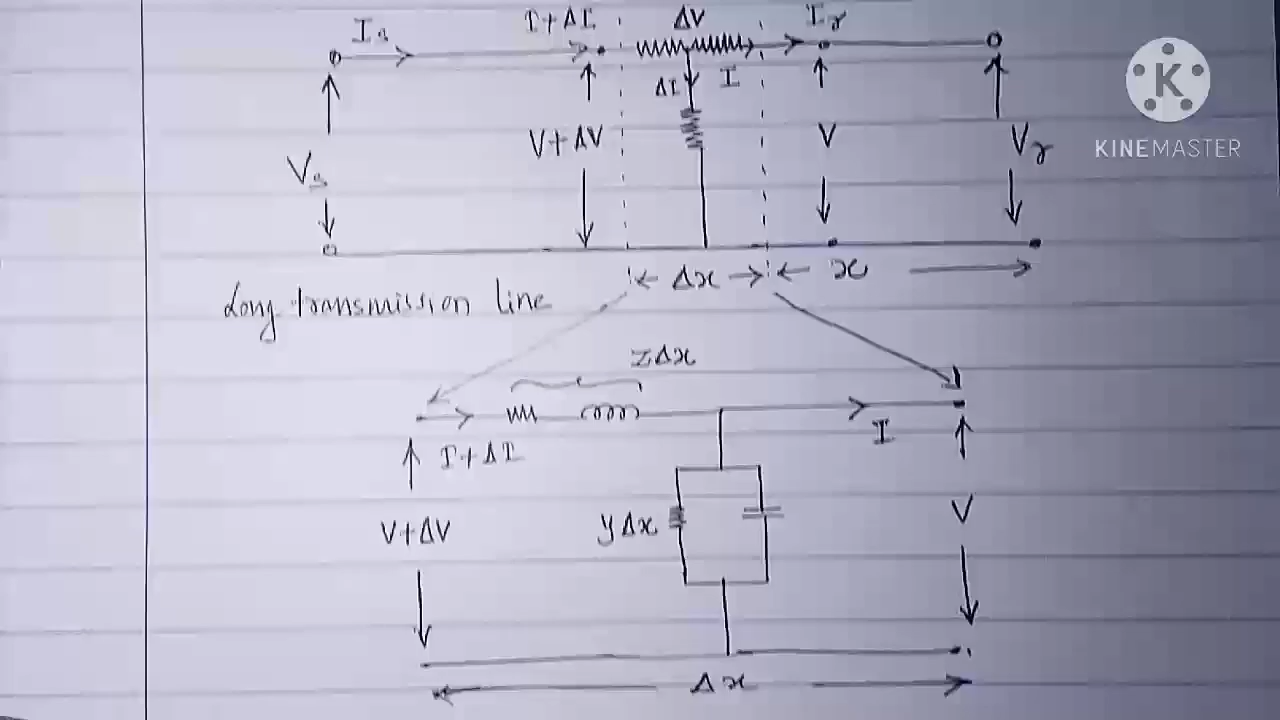 Is I+ΔI ΔV Ir
ΔI I
K
KINEMASTER
Vs V+ΔV V Vr
Δx x
Long transmission line
zΔx
I+ΔI I
V+ΔV yΔx V
Δx